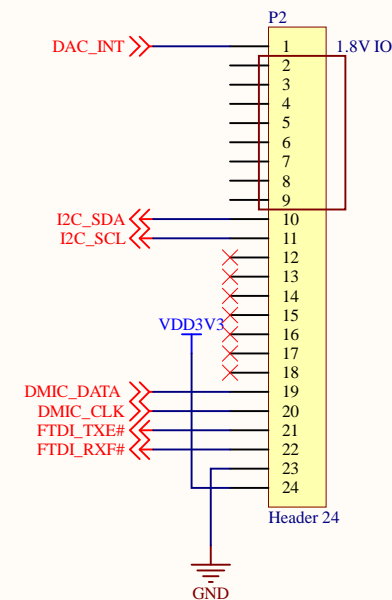 P2
DAC_INT 1 1.8V IO
2
3
4
5
6
7
8
9
I2C_SDA 10
I2C_SCL 11
12
13
14
15
VDD3V3 16
17
18
DMIC_DATA 19
DMIC_CLK 20
FTDI_TXE# 21
FTDI_RXF# 22
23
24
Header 24
GND